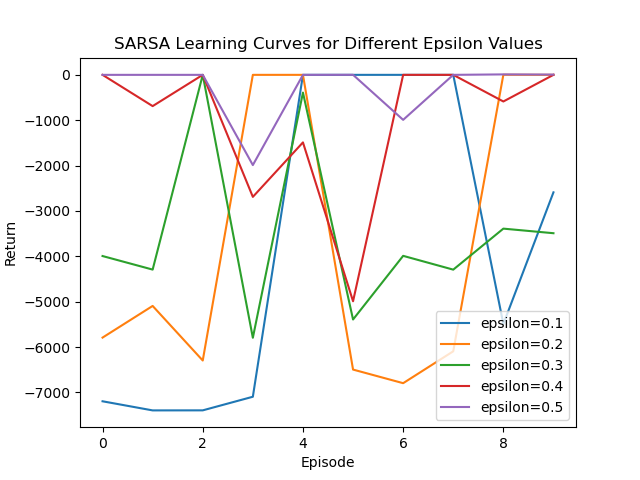 SARSA Learning Curves for Different Epsilon Values
0
−1000
−2000
−3000
−4000
−5000
−6000
−7000
Return
epsilon=0.1
epsilon=0.2
epsilon=0.3
epsilon=0.4
epsilon=0.5
0 2 4 6 8
Episode